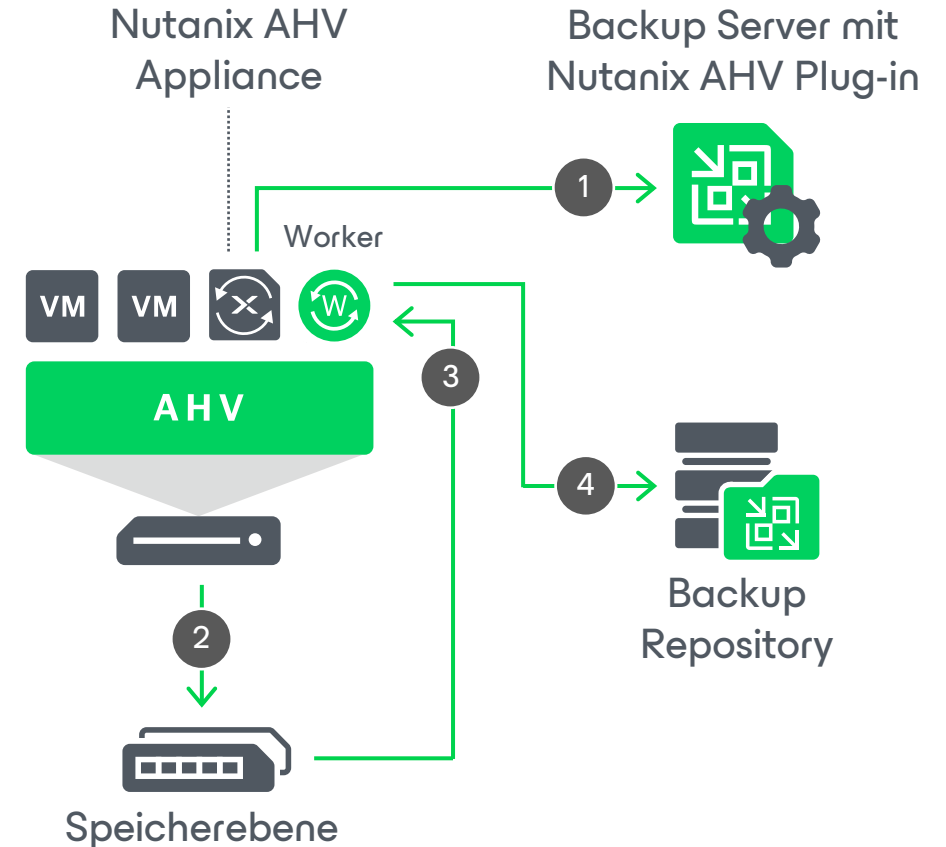 Nutanix AHV
Appliance
Backup Server mit
Nutanix AHV Plug-in
1
Worker
VM
VM
W
3
AHV
4
2
Backup
Repository
Speicherebene